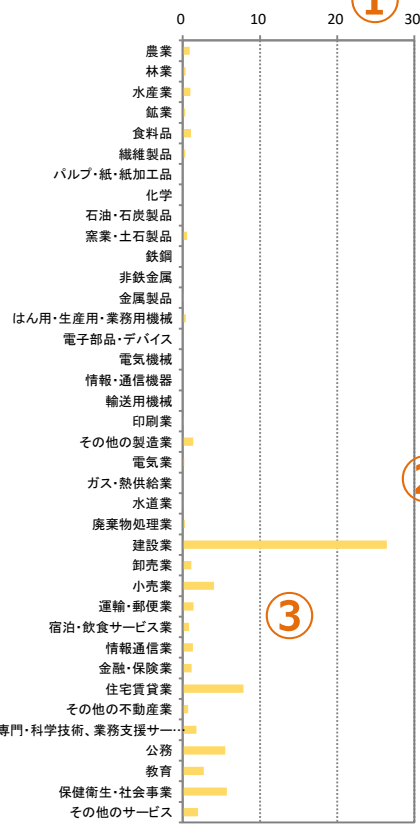 ①
0 10 20 30
農業
林業
水産業
鉱業
食料品
繊維製品
パルプ・紙・紙加工品
化学
石油・石炭製品
窯業・土石製品
鉄鋼
非鉄金属
金属製品
はん用・生産用・業務用機械
電子部品・デバイス
電気機械
情報・通信機器
輸送用機械
印刷業
その他の製造業
電気業
②
ガス・熱供給業
水道業
廃棄物処理業
建設業
卸売業
小売業
運輸・郵便業
③
宿泊・飲食サービス業
情報通信業
金融・保険業
住宅賃貸業
その他の不動産業
専門・科学技術、業務支援サー…
公務
教育
保健衛生・社会事業
その他のサービス